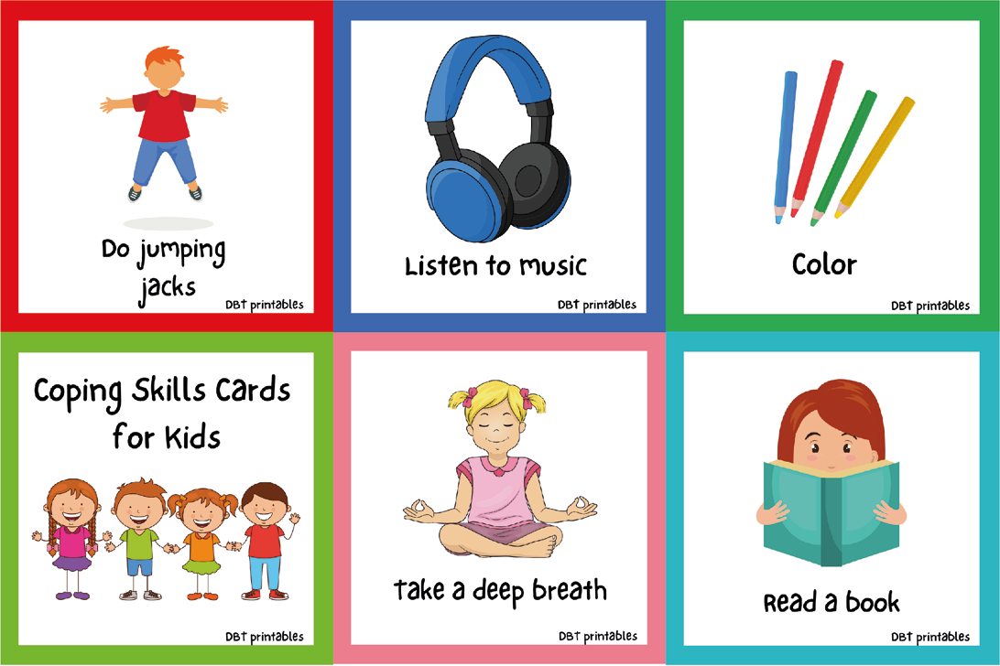 Do jumping
jacks
DBT printables
Listen to music
DBT printables
Color
DBT printables
Coping Skills Cards
for Kids
DBT printables
Take a deep breath
DBT printables
Read a book
DBT printables